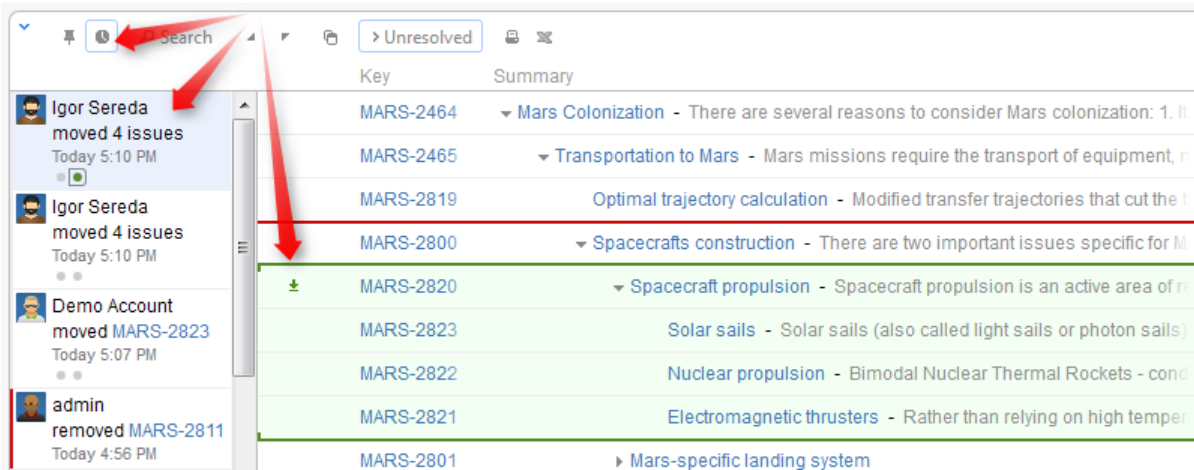 Search
Unresolved
Key Summary
Igor Sereda
moved 4 issues
Today 5:10 PM
Igor Sereda
moved 4 issues
Today 5:10 PM
Demo Account
moved MARS-2823
Today 5:07 PM
admin
removed MARS-2811
Today 4:56 PM
MARS-2464 Mars Colonization - There are several reasons to consider Mars colonization: 1. It
MARS-2465 Transportation to Mars - Mars missions require the transport of equipment,
MARS-2819 Optimal trajectory calculation - Modified transfer trajectories that cut the
MARS-2800 Spacecrafts construction - There are two important issues specific for
MARS-2820 Spacecraft propulsion - Spacecraft propulsion is an active area of
MARS-2823 Solar sails - Solar sails (also called light sails or photon sails)
MARS-2822 Nuclear propulsion - Bimodal Nuclear Thermal Rockets - cond
MARS-2821 Electromagnetic thrusters - Rather than relying on high temper
MARS-2801 Mars-specific landing system